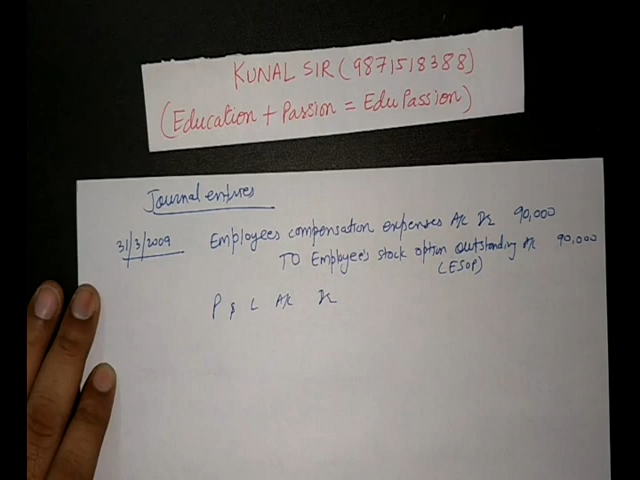 KUNAL SIR (9871518388)
(Education + Passion = EduPassion)
Journal entries
31/3/2009 Employees compensation expenses A/c Dr 90,000
TO Employee's stock option outstanding A/c 90,000
(ESOP)
P & L A/c Dr